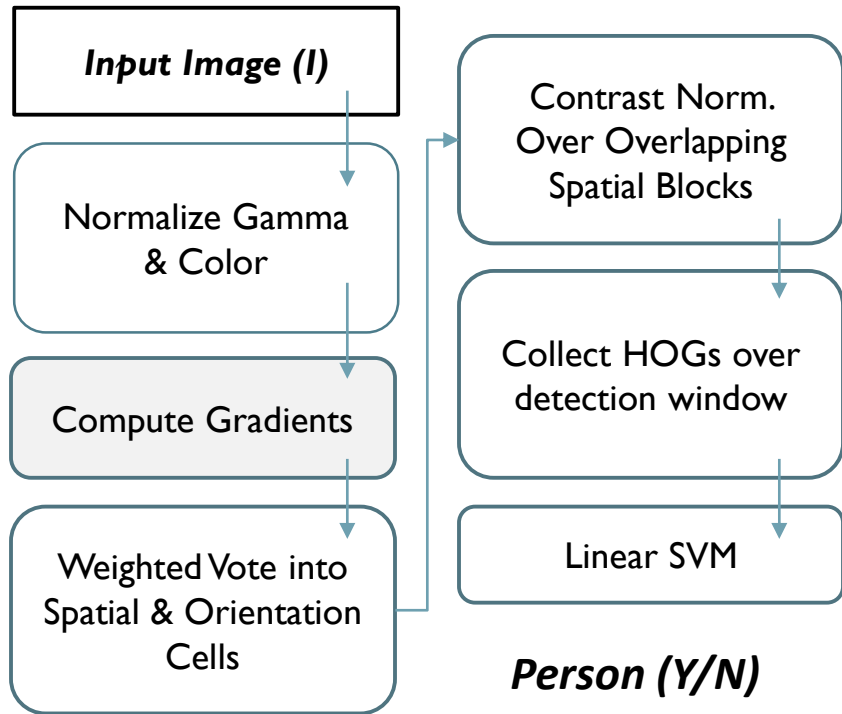 Input Image (I)
Normalize Gamma
& Color
Compute Gradients
Weighted Vote into
Spatial & Orientation
Cells
Contrast Norm.
Over Overlapping
Spatial Blocks
Collect HOGs over
detection window
Linear SVM
Person (Y/N)